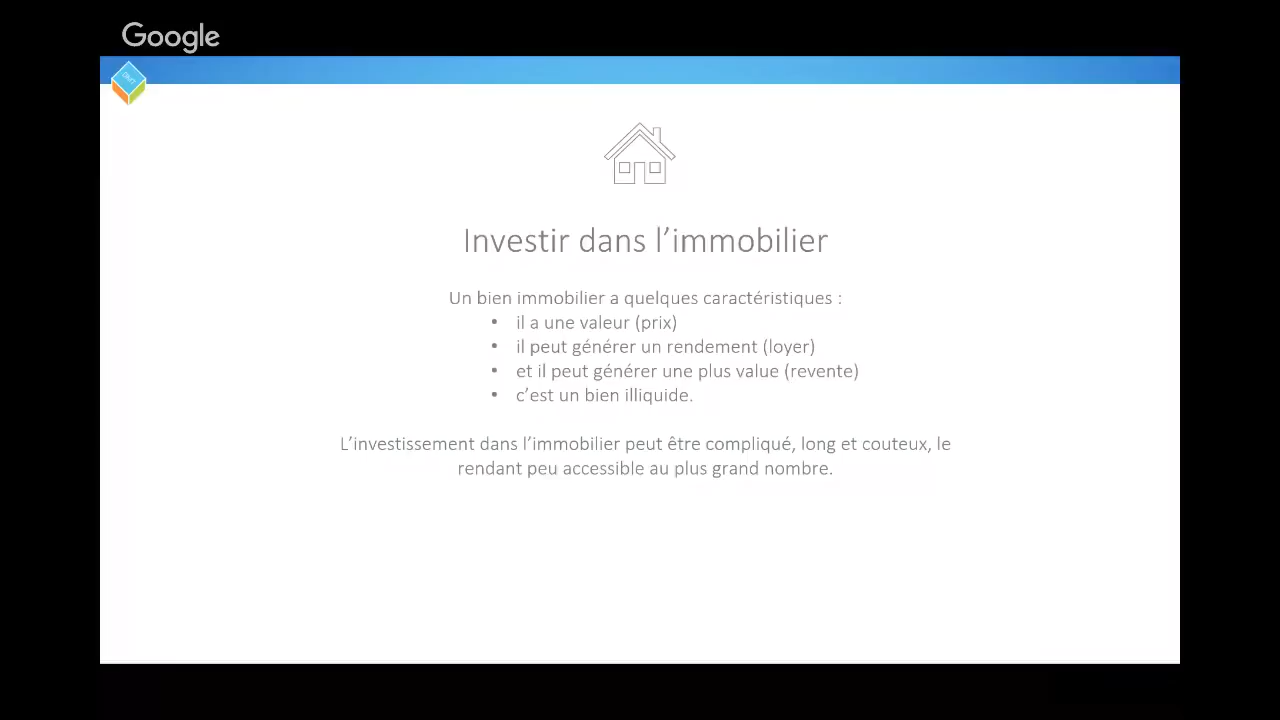 Google
Investir dans l’immobilier
Un bien immobilier a quelques caractéristiques :
• il a une valeur (prix)
• il peut générer un rendement (loyer)
• et il peut générer une plus value (revente)
• c’est un bien illiquide.
L’investissement dans l’immobilier peut être compliqué, long et couteux, le
rendant peu accessible au plus grand nombre.